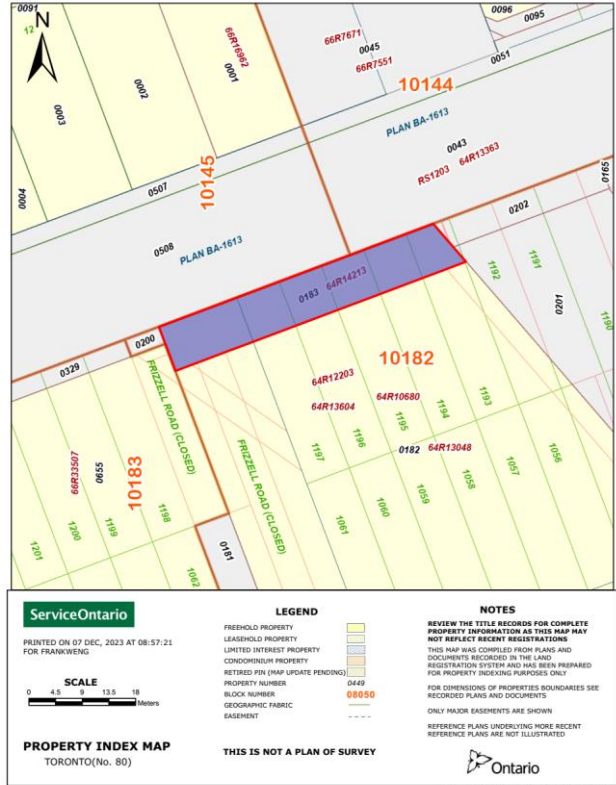 0091
N
12
66R16962
0001
0002
0003
0004
66R7671
0045
66R7551
10144
0096
0095
0051
PLAN BA-1613
0043
RS1203 64R13363
0165
0507
10145
0508
PLAN BA-1613
0202
0183 64R14213
1192
1191
1190
0201
0200
0329
FRIZZELL ROAD (CLOSED)
10182
64R12203
64R13604
64R10680
1197
1196
1195
1194
1193
0182 64R13048
FRIZZELL ROAD (CLOSED)
66R33507
0655
10183
1201
1200
1199
1198
1062
0181
1061
1060
1059
1058
1057
1056
ServiceOntario
PRINTED ON 07 DEC, 2023 AT 08:57:21
FOR FRANKWENG
SCALE
0 4.5 9 13.5 18
Meters
PROPERTY INDEX MAP
TORONTO(No. 80)
LEGEND
FREEHOLD PROPERTY
LEASEHOLD PROPERTY
LIMITED INTEREST PROPERTY
CONDOMINIUM PROPERTY
RETIRED PIN (MAP UPDATE PENDING)
PROPERTY NUMBER 0449
BLOCK NUMBER 08050
GEOGRAPHIC FABRIC
EASEMENT
THIS IS NOT A PLAN OF SURVEY
NOTES
REVIEW THE TITLE RECORDS FOR COMPLETE
PROPERTY INFORMATION AS THIS MAP MAY
NOT REFLECT RECENT REGISTRATIONS
THIS MAP WAS COMPILED FROM PLANS AND
DOCUMENTS RECORDED IN THE LAND
REGISTRATION SYSTEM AND HAS BEEN PREPARED
FOR PROPERTY INDEXING PURPOSES ONLY
FOR DIMENSIONS OF PROPERTIES BOUNDARIES SEE
RECORDED PLANS AND DOCUMENTS
ONLY MAJOR EASEMENTS ARE SHOWN
REFERENCE PLANS UNDERLYING MORE RECENT
REFERENCE PLANS ARE NOT ILLUSTRATED
Ontario